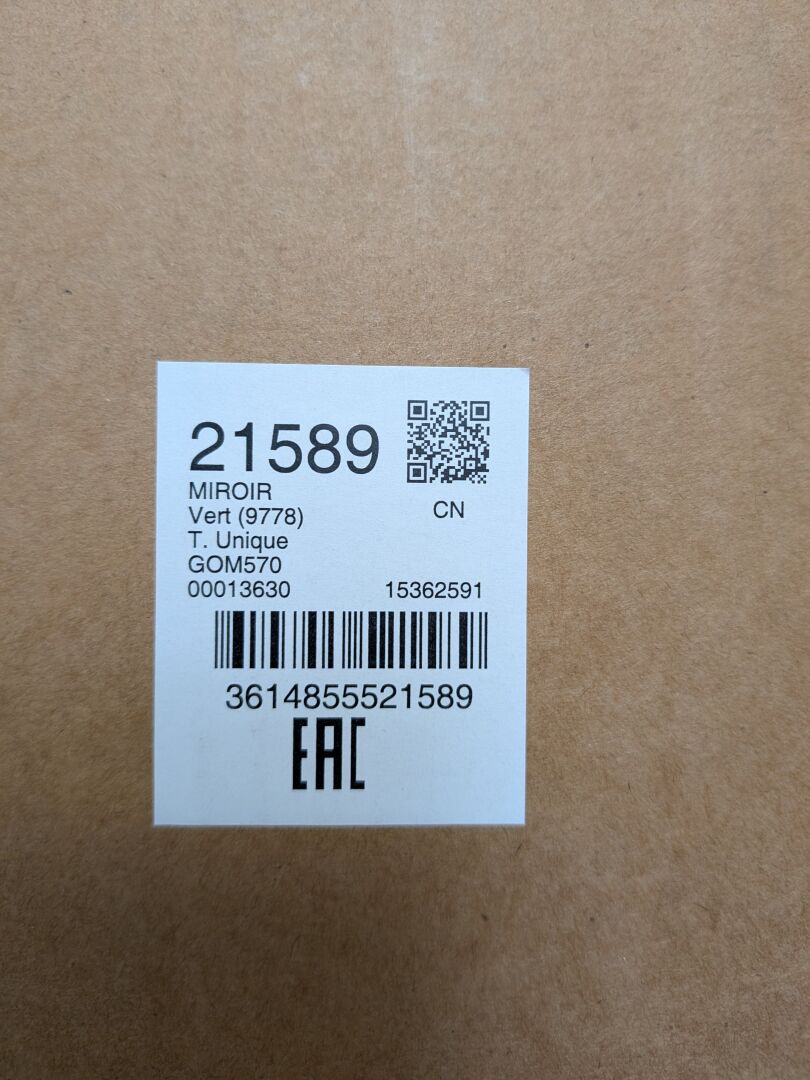 21589
MIROIR
CN
Vert (9778)
T. Unique
GOM570
00013630 15362591
3614855521589
EAC